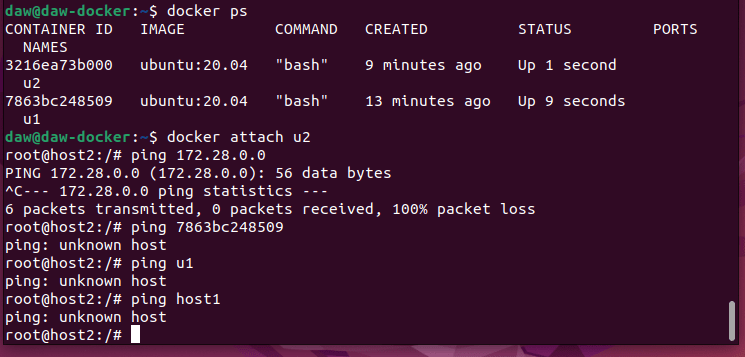 daw@daw-docker:~$ docker ps
CONTAINER ID   IMAGE          COMMAND   CREATED          STATUS         PORTS
  NAMES
3216ea73b000   ubuntu:20.04   "bash"    9 minutes ago    Up 1 second
  u2
7863bc248509   ubuntu:20.04   "bash"    13 minutes ago   Up 9 seconds
  u1
daw@daw-docker:~$ docker attach u2
root@host2:/# ping 172.28.0.0
PING 172.28.0.0 (172.28.0.0): 56 data bytes
^C--- 172.28.0.0 ping statistics ---
6 packets transmitted, 0 packets received, 100% packet loss
root@host2:/# ping 7863bc248509
ping: unknown host
root@host2:/# ping u1
ping: unknown host
root@host2:/# ping host1
ping: unknown host
root@host2:/#